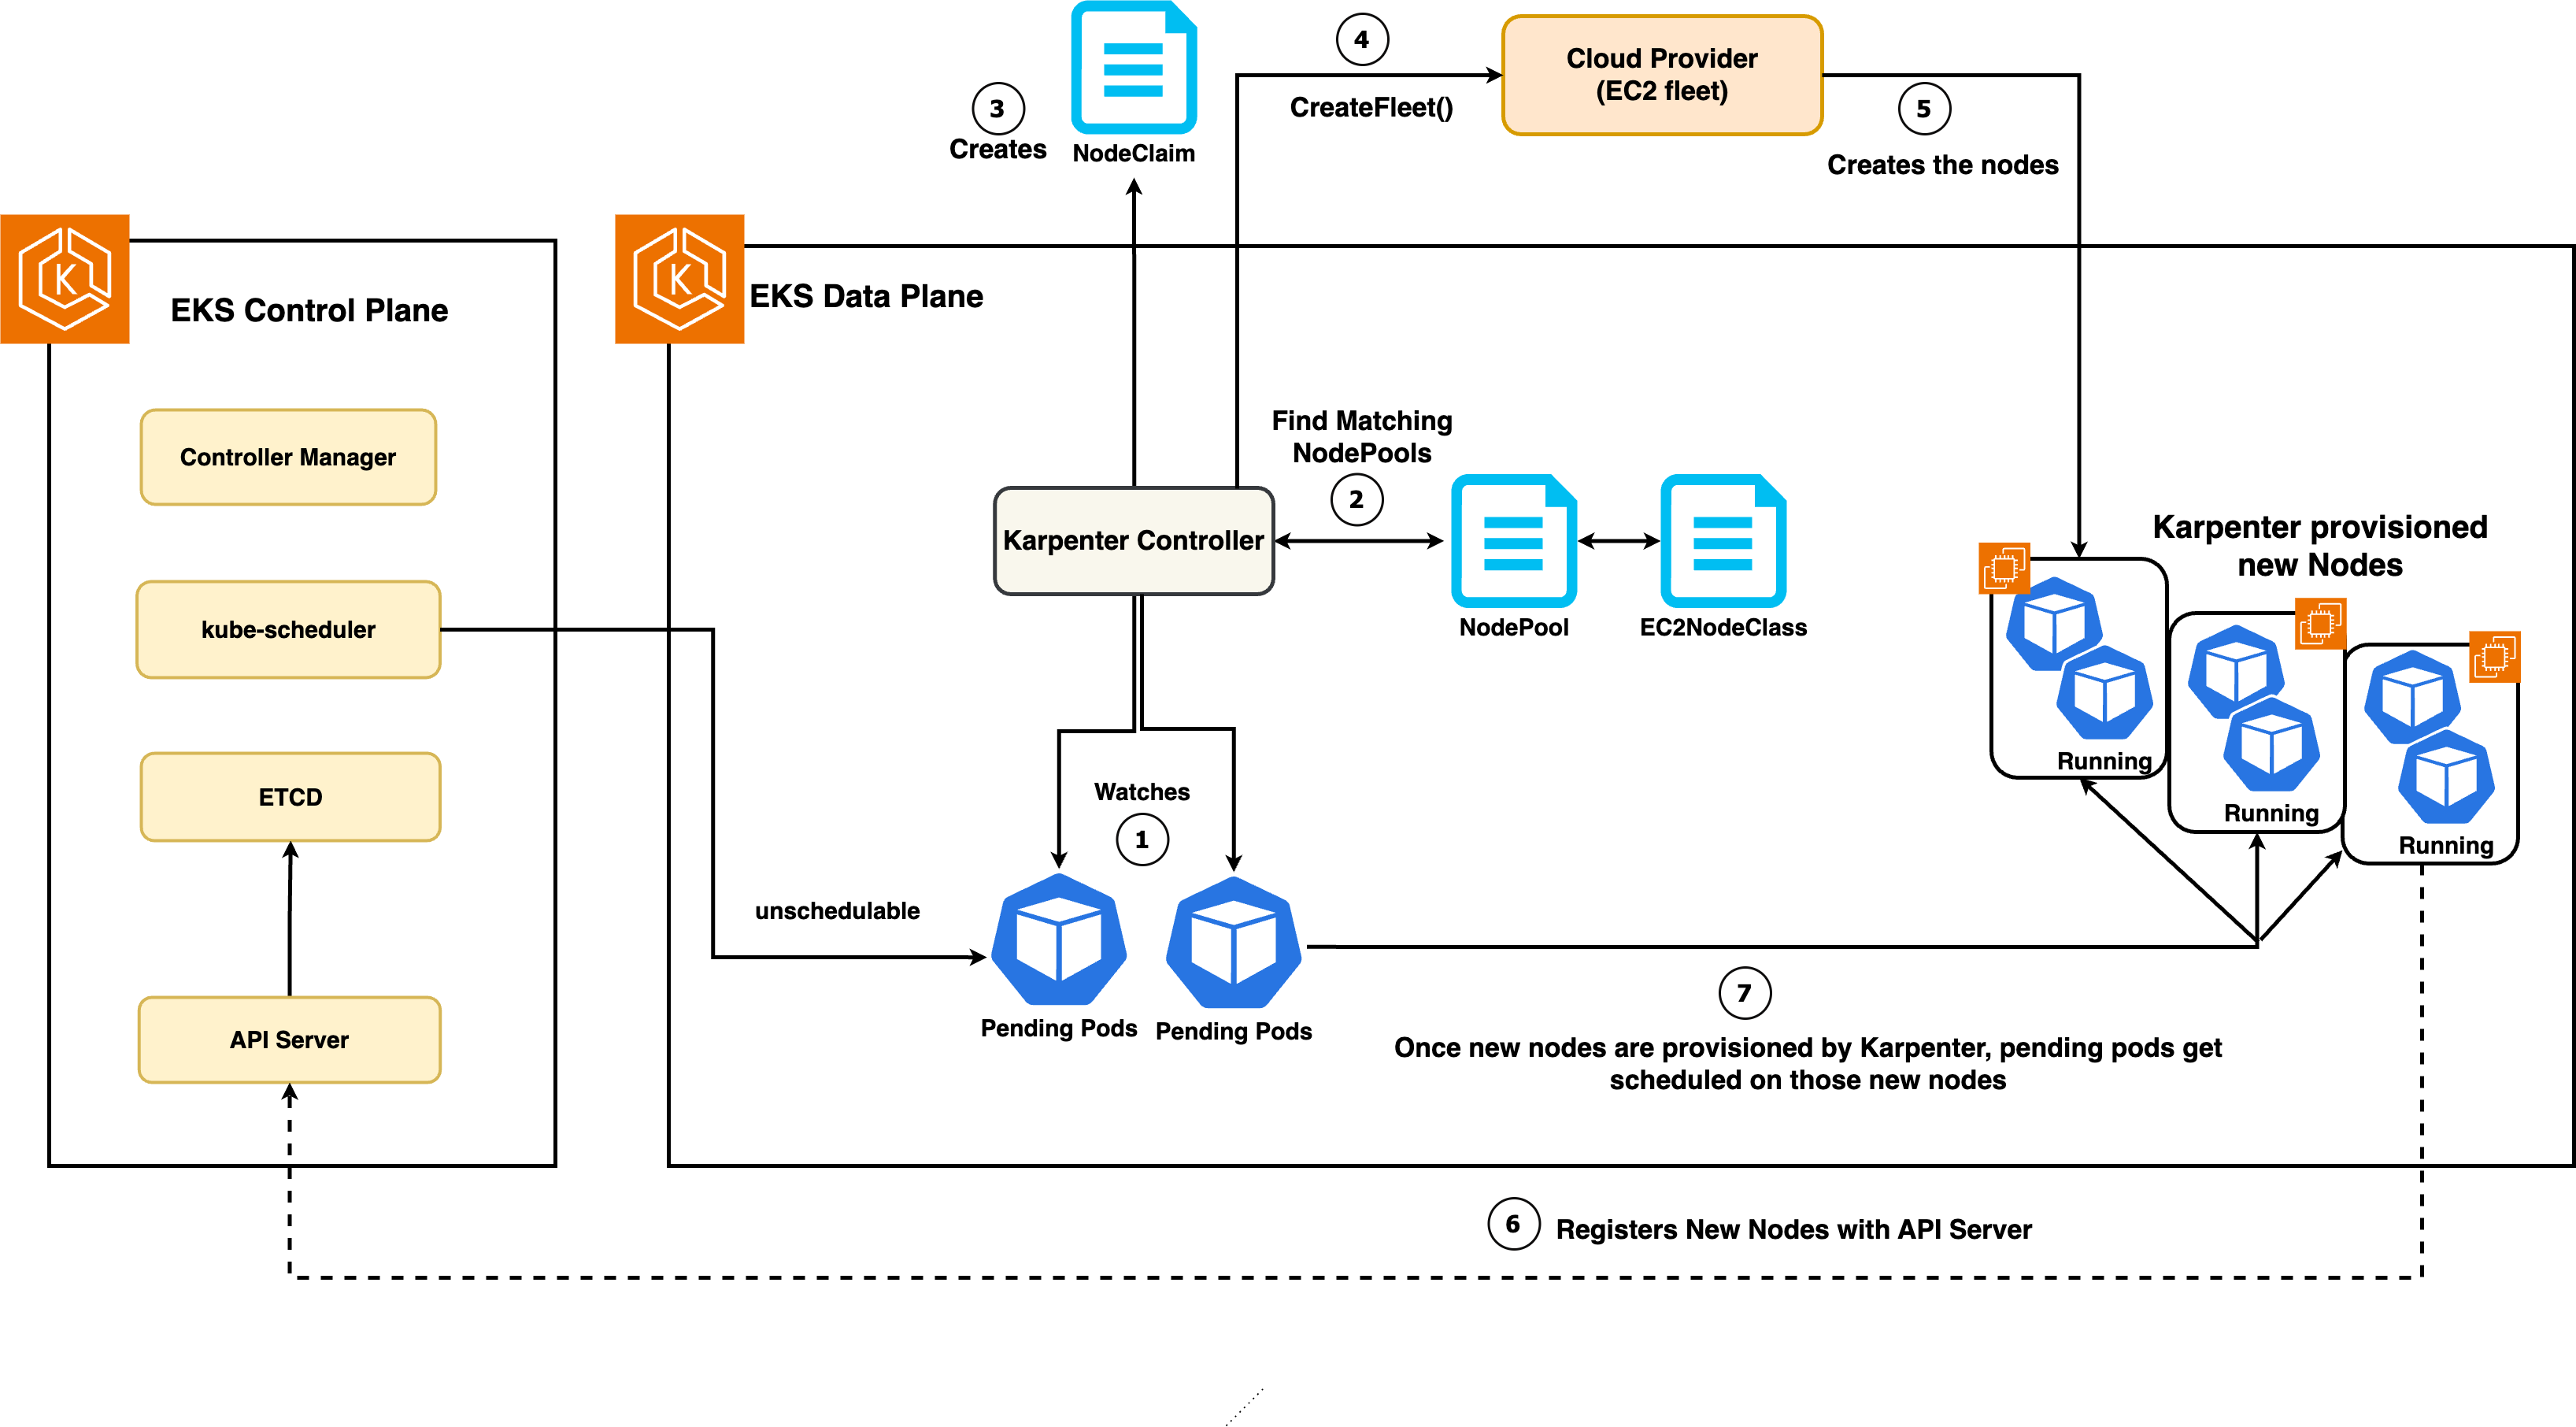 4
Cloud Provider
(EC2 fleet)
CreateFleet()
3
Creates
NodeClaim
5
Creates the nodes
K
EKS Control Plane
K
EKS Data Plane
Controller Manager
kube-scheduler
ETCD
API Server
Find Matching
NodePools
2
Karpenter Controller
NodePool
EC2NodeClass
Karpenter provisioned
new Nodes
Running
Running
Running
Watches
1
unschedulable
Pending Pods
Pending Pods
7
Once new nodes are provisioned by Karpenter, pending pods get
scheduled on those new nodes
6
Registers New Nodes with API Server